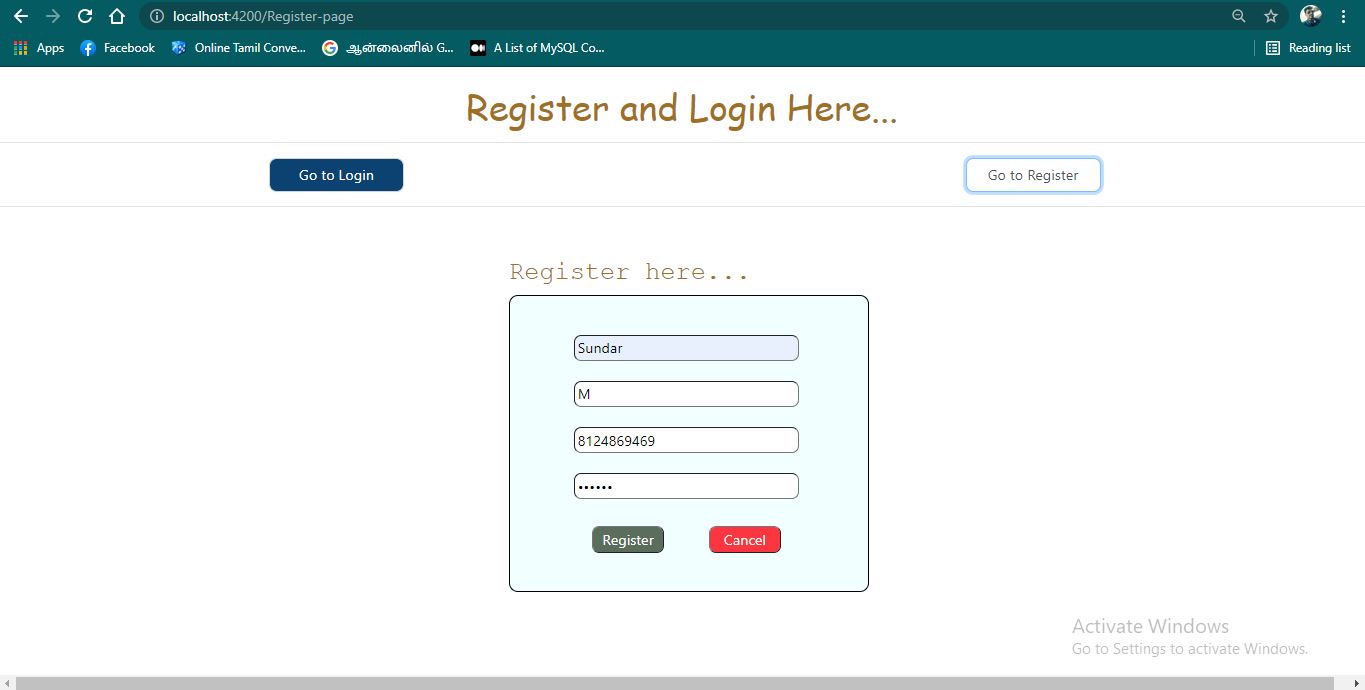 localhost:4200/Register-page
Apps Facebook Online Tamil Conve... ஆன்லைனில் G... A List of MySQL Co... Reading list
Register and Login Here...
Go to Login Go to Register
Register here...
Sundar
M
8124869469
••••••
Register Cancel
Activate Windows
Go to Settings to activate Windows.